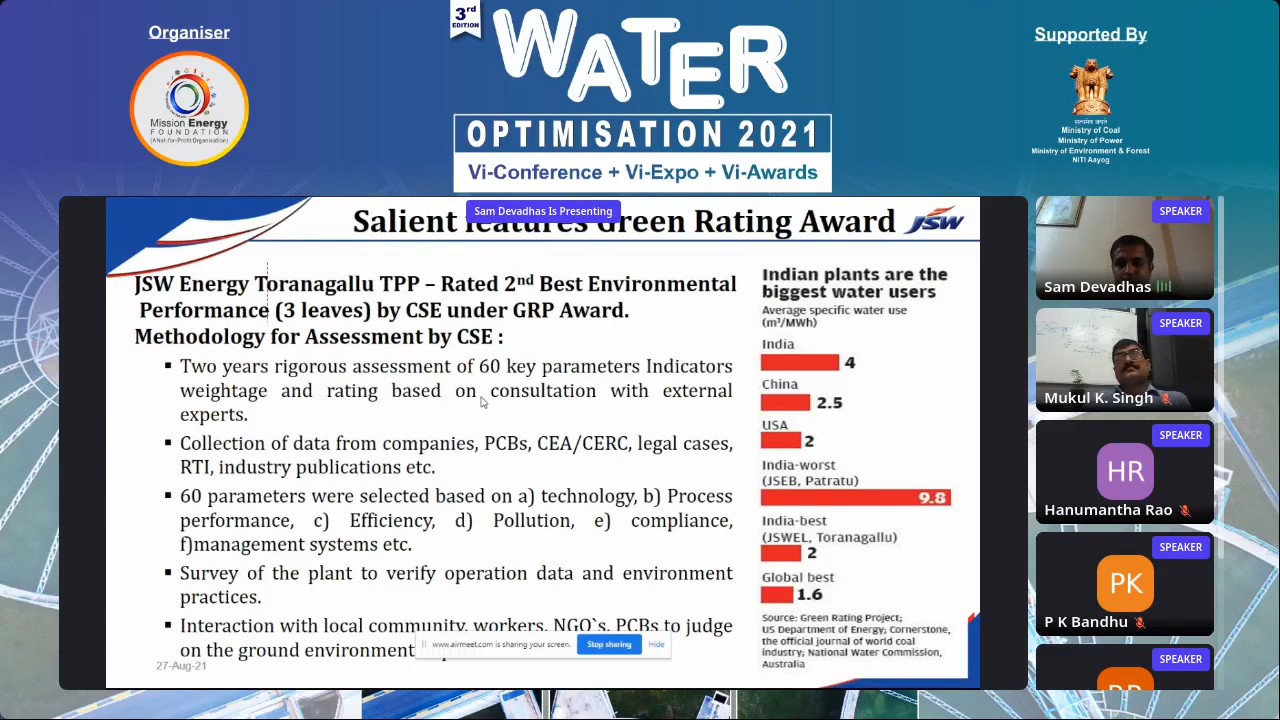 Organiser
Mission Energy
FOUNDATION
(A Not-for-Profit Organisation)
3rd
EDITION
WATER
OPTIMISATION 2021
Vi-Conference + Vi-Expo + Vi-Awards
Supported By
सत्यमेव जयते
Ministry of Coal
Ministry of Power
Ministry of Environment & Forest
NITI Aayog
Sam Devadhas Is Presenting
Salient features Green Rating Award
JSW
JSW Energy Toranagallu TPP – Rated 2nd Best Environmental
Performance (3 leaves) by CSE under GRP Award.
Methodology for Assessment by CSE :
▪ Two years rigorous assessment of 60 key parameters Indicators
weightage and rating based on consultation with external
experts.
▪ Collection of data from companies, PCBs, CEA/CERC, legal cases,
RTI, industry publications etc.
▪ 60 parameters were selected based on a) technology, b) Process
performance, c) Efficiency, d) Pollution, e) compliance,
f)management systems etc.
▪ Survey of the plant to verify operation data and environment
practices.
▪ Interaction with local community, workers, NGO`s, PCBs to judge
on the ground environment
27-Aug-21
www.airmeet.com is sharing your screen.
Stop sharing
Hide
Indian plants are the
biggest water users
Average specific water use
(m³/MWh)
India
4
China
2.5
USA
2
India-worst
(JSEB, Patratu)
9.8
India-best
(JSWEL, Toranagallu)
2
Global best
1.6
Source: Green Rating Project;
US Department of Energy; Cornerstone,
the official journal of world coal
industry; National Water Commission,
Australia
SPEAKER
Sam Devadhas
SPEAKER
Mukul K. Singh
SPEAKER
HR
Hanumantha Rao
SPEAKER
PK
P K Bandhu
SPEAKER